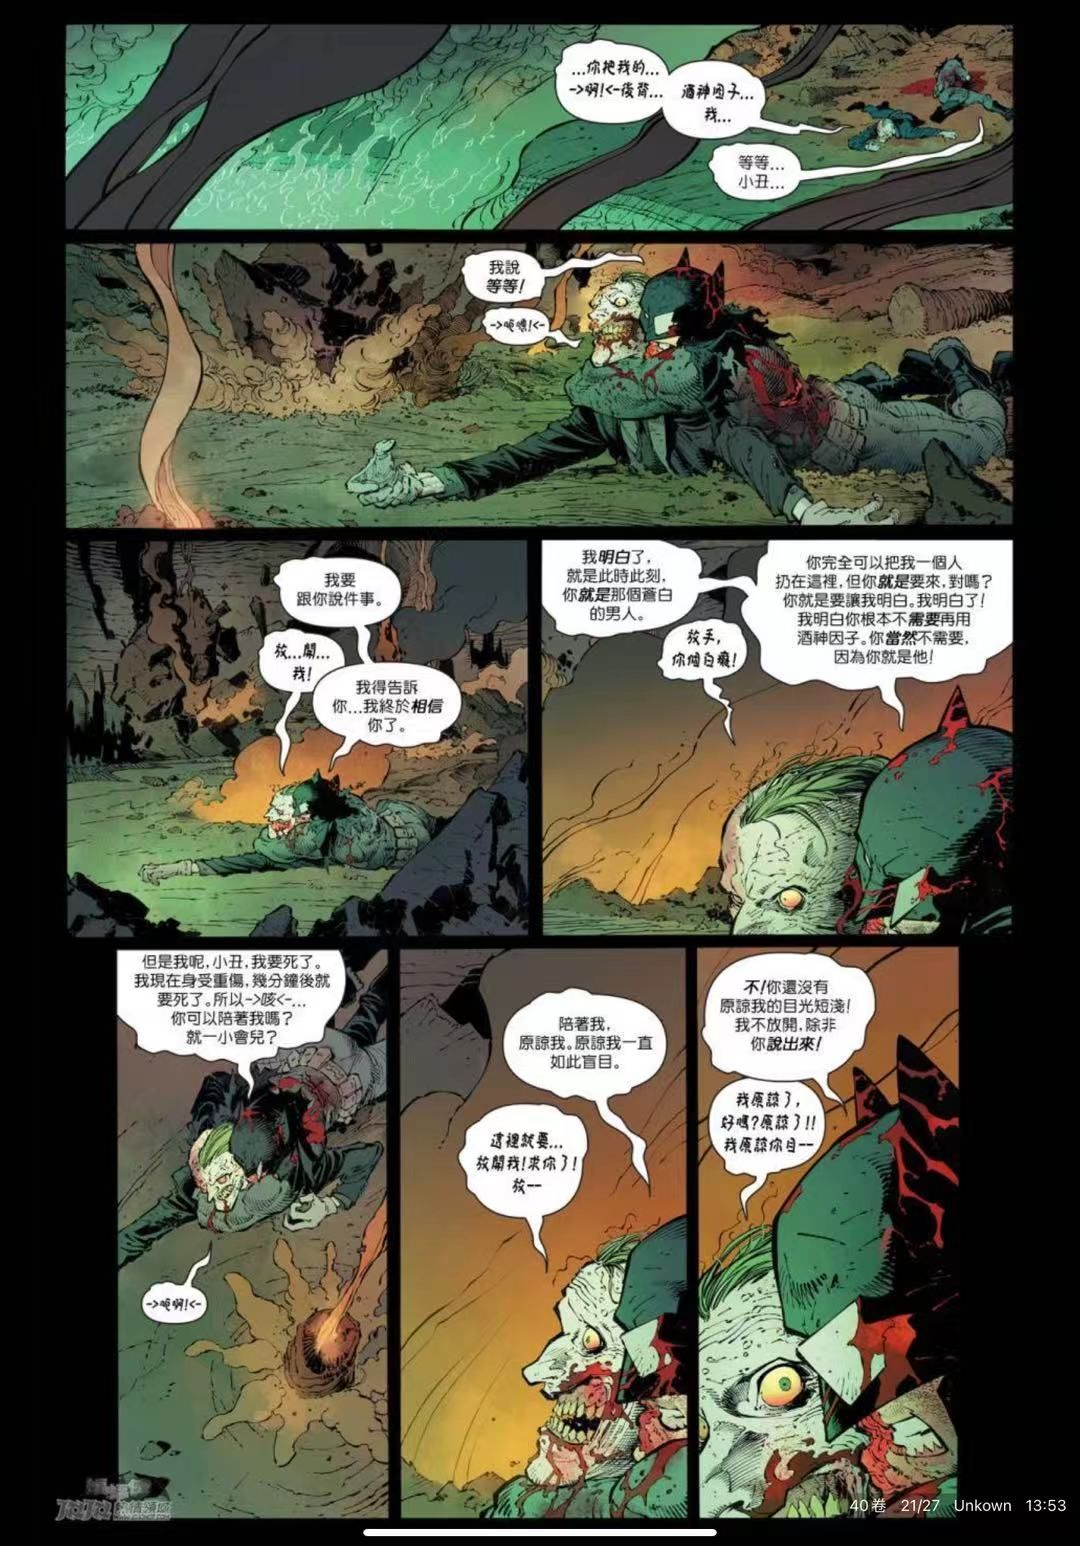 …你把我的…
->啊!<-後背…
酒神因子…
我…
等等…
小丑…
我說
等等!
->呃噢!<-
我要
跟你說件事。
放…開…
我!
我得告訴
你…我終於相信
你了。
我明白了,
就是此時此刻,
你就是那個蒼白
的男人。
放手,
你個白癡!
你完全可以把我一個人
扔在這裡,但你就是要來,對嗎?
你就是要讓我明白。我明白了!
我明白你根本不需要再用
酒神因子。你當然不需要,
因為你就是他!
但是我呢,小丑,我要死了。
我現在身受重傷,幾分鐘後就
要死了。所以->咳<-…
你可以陪著我嗎?
就一小會兒?
->呃啊!<-
陪著我,
原諒我。原諒我一直
如此盲目。
這裡就要…
放開我!求你了!
放--
不!你還沒有
原諒我的目光短淺!
我不放開,除非
你說出來!
我原諒了,
好嗎?原諒了!!
我原諒你目--
40卷 21/27 Unkown 13:53